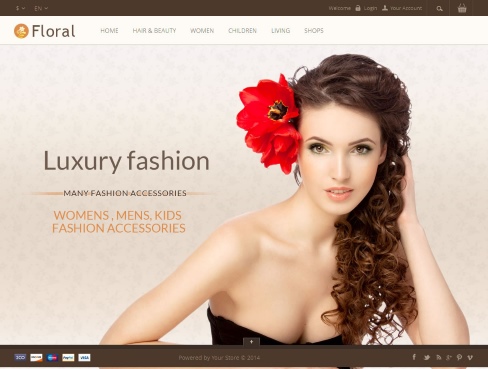 $ EN Welcome Login Your Account
Floral HOME HAIR & BEAUTY WOMEN CHILDREN LIVING SHOPS
Luxury fashion
MANY FASHION ACCESSORIES
WOMENS , MENS, KIDS
FASHION ACCESSORIES
Powered by Your Store © 2014